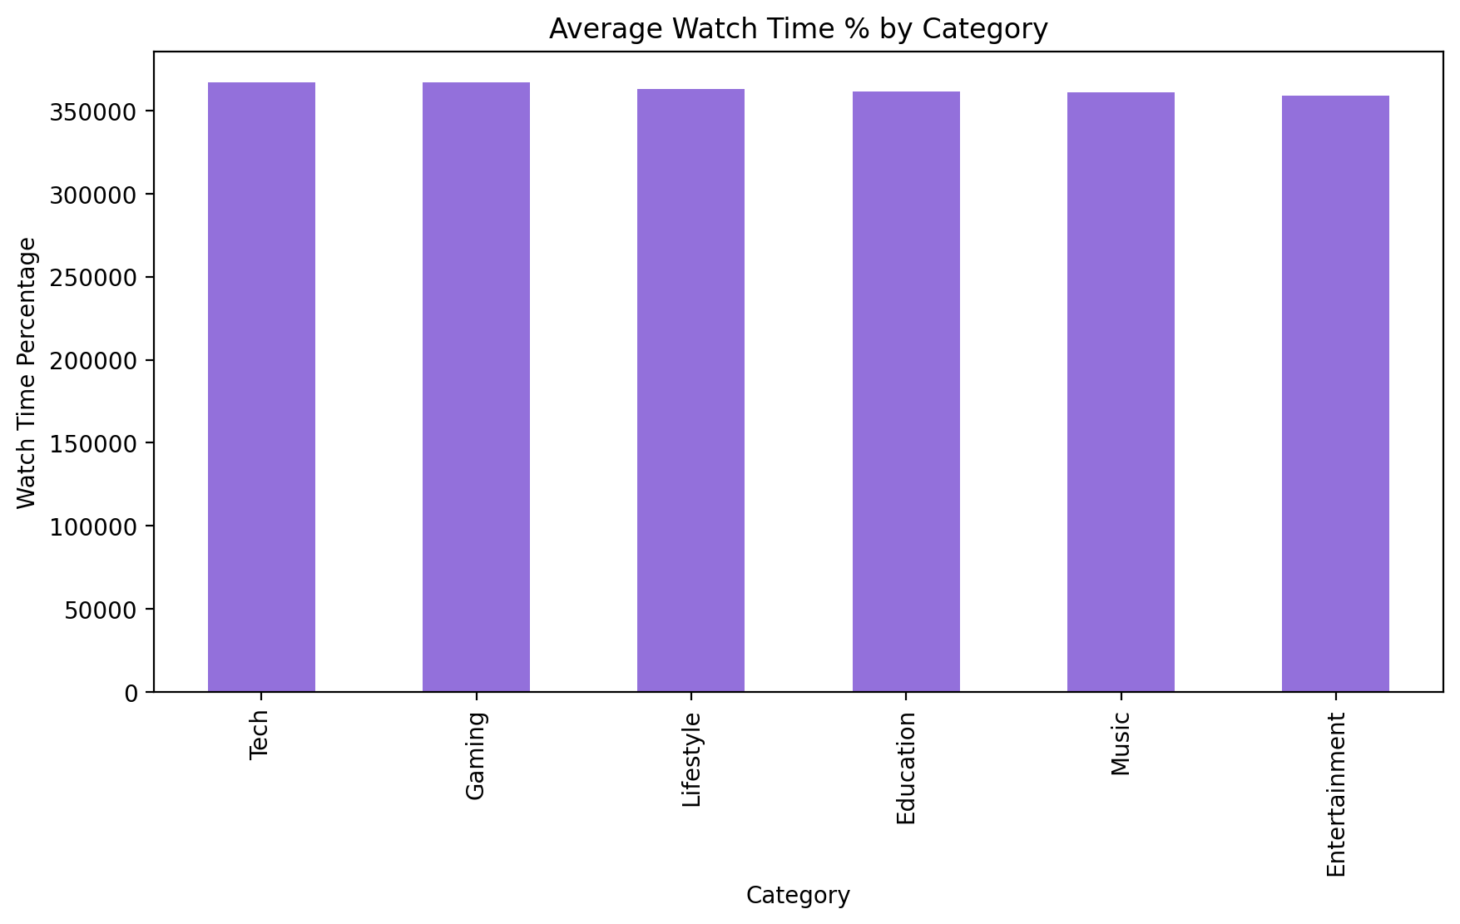 Average Watch Time % by Category
Watch Time Percentage
350000
300000
250000
200000
150000
100000
50000
0
Tech
Gaming
Lifestyle
Education
Music
Entertainment
Category